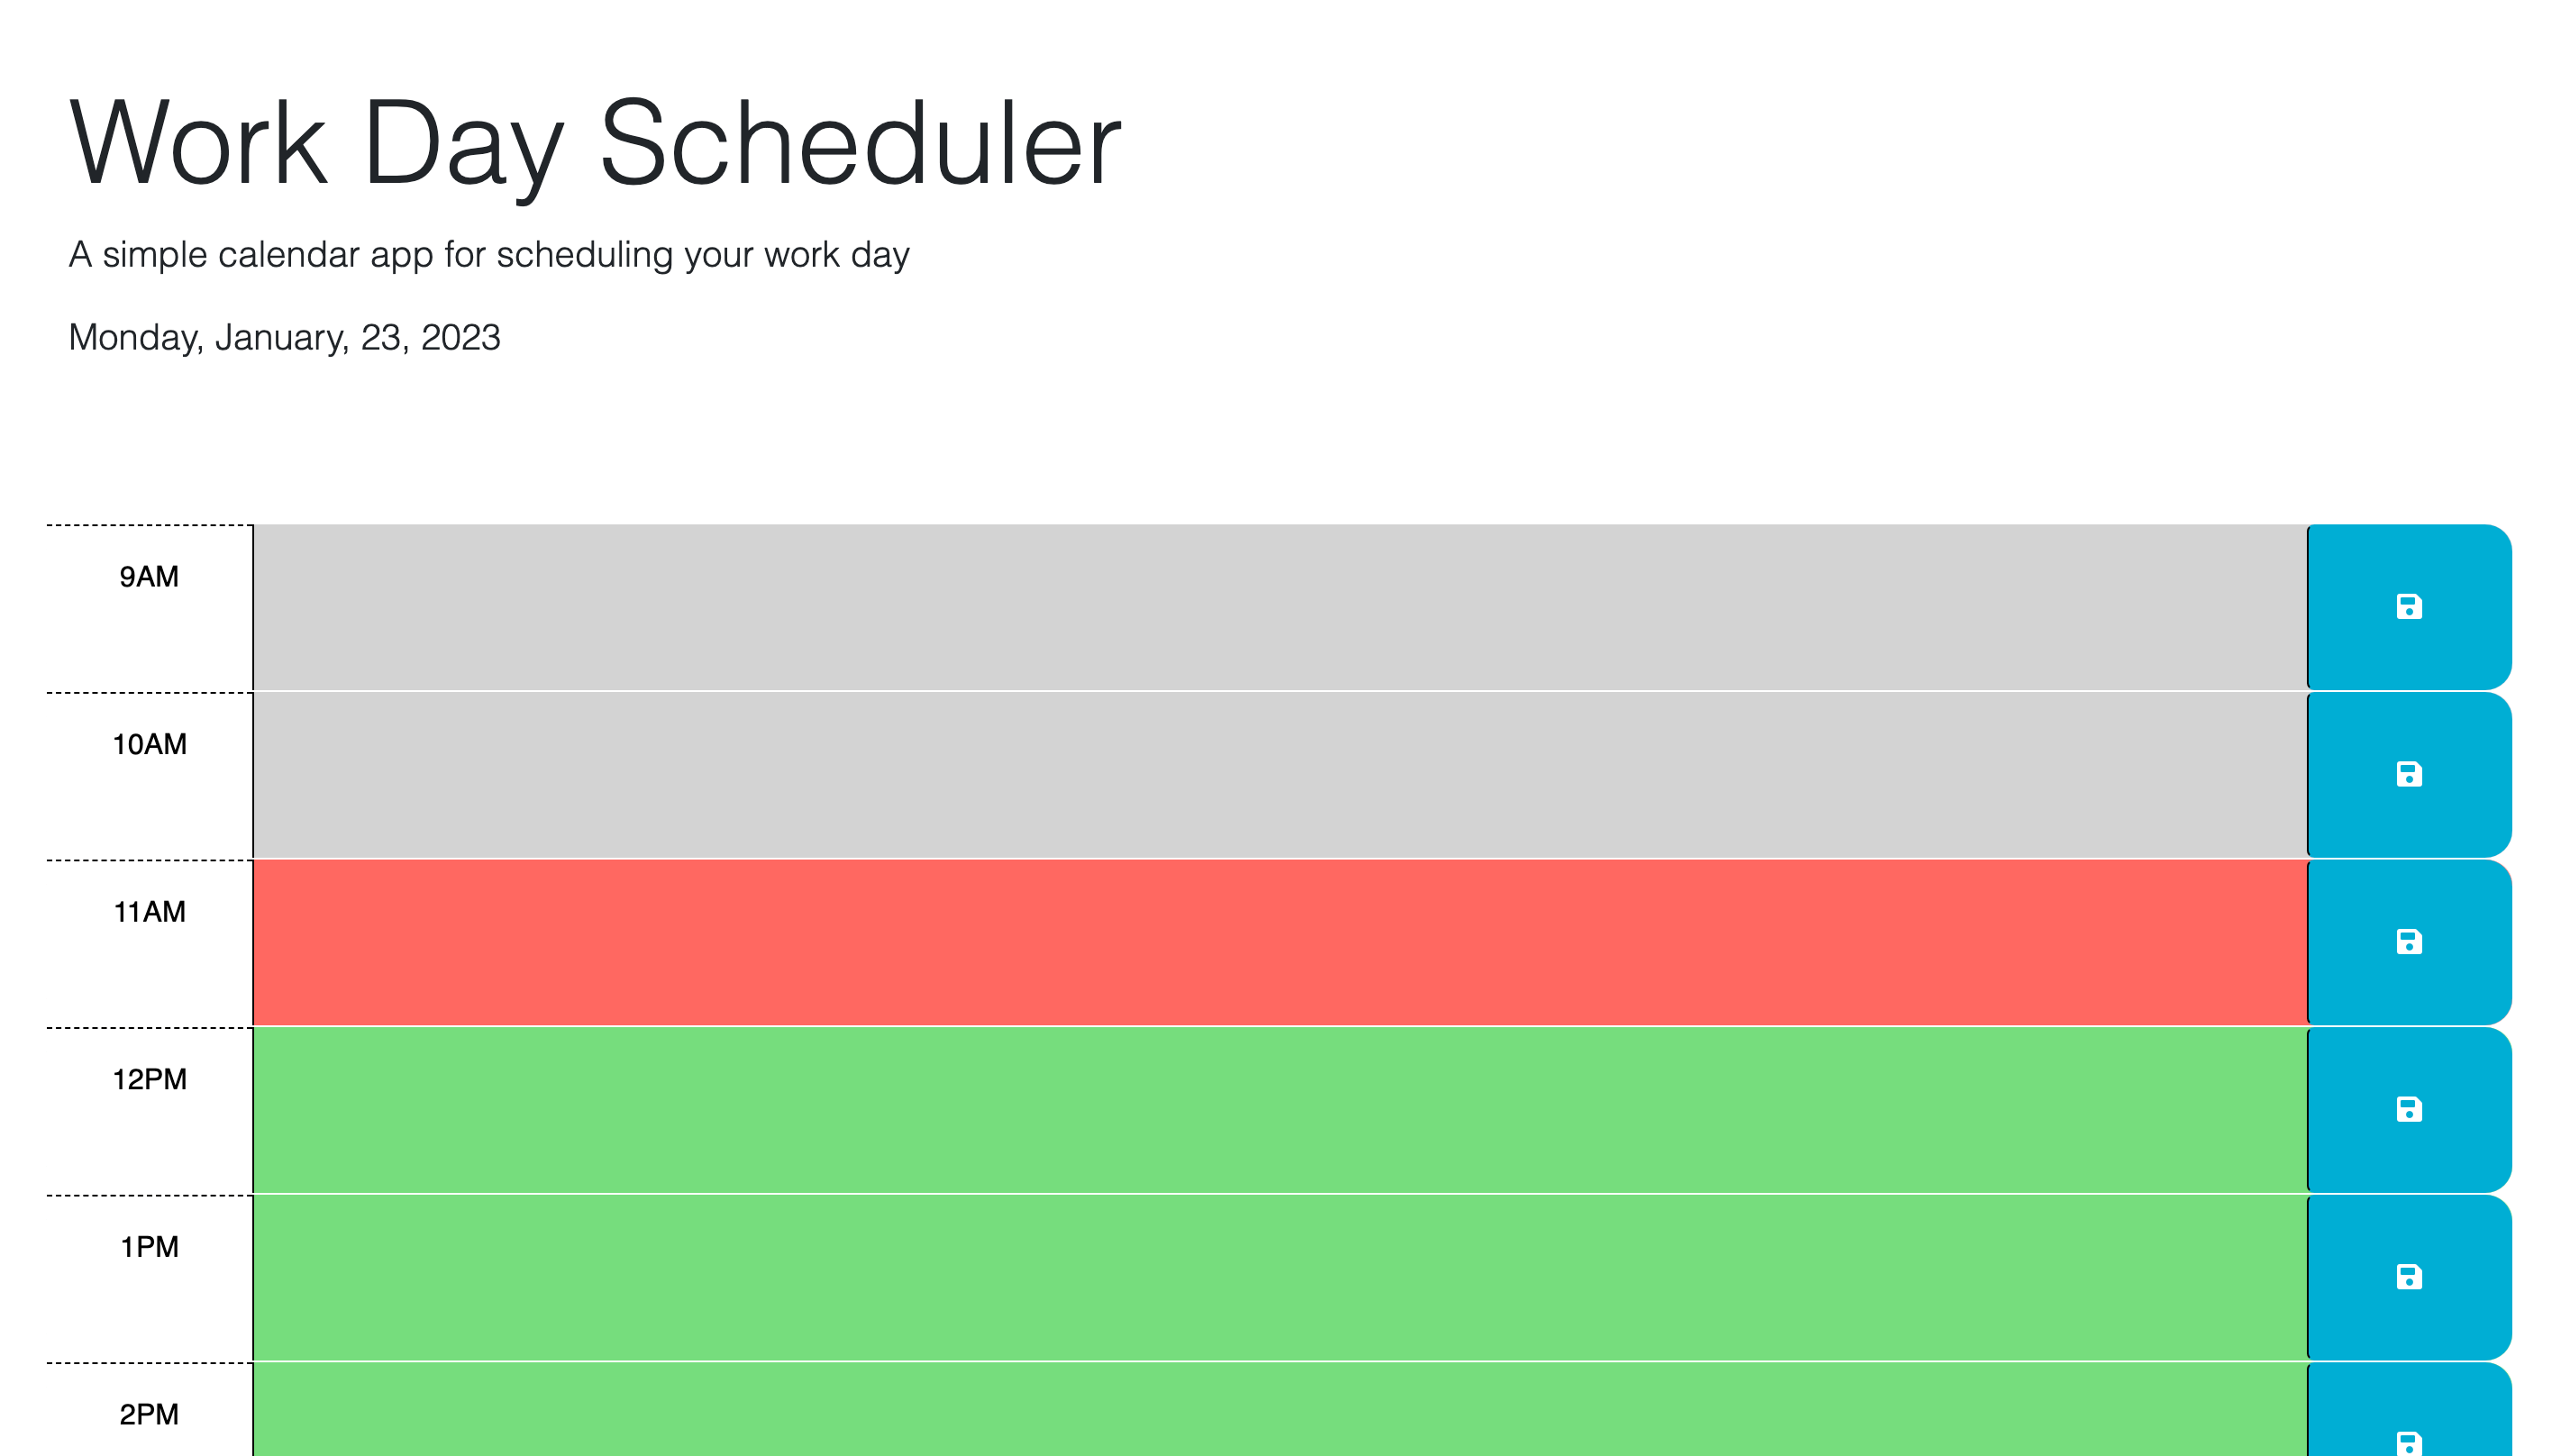 Work Day Scheduler
A simple calendar app for scheduling your work day
Monday, January, 23, 2023
9AM
10AM
11AM
12PM
1PM
2PM